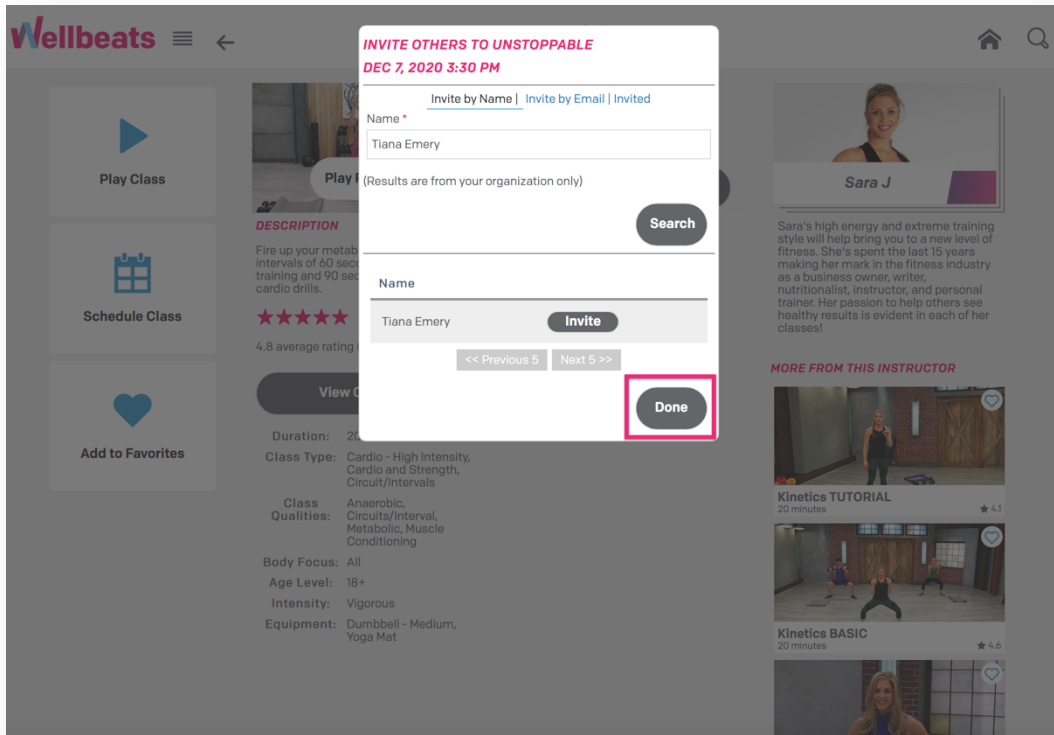 Wellbeats
INVITE OTHERS TO UNSTOPPABLE
DEC 7, 2020 3:30 PM
Invite by Name | Invite by Email | Invited
Name *
Tiana Emery
(Results are from your organization only)
Search
Name
Tiana Emery
Invite
<< Previous 5
Next 5 >>
Done
Play Class
Schedule Class
Add to Favorites
Play
DESCRIPTION
Fire up your metab
intervals of 60 sec
training and 90 sec
cardio drills.
4.8 average rating
View
Duration: 20
Class Type: Cardio - High Intensity,
Cardio and Strength,
Circuit/Intervals
Class Qualities: Anaerobic,
Circuits/Interval,
Metabolic, Muscle
Conditioning
Body Focus: All
Age Level: 18+
Intensity: Vigorous
Equipment: Dumbbell - Medium,
Yoga Mat
Sara J
Sara's high energy and extreme training
style will help bring you to a new level of
fitness. She's spent the last 15 years
making her mark in the fitness industry
as a business owner, writer,
nutritionalist, instructor, and personal
trainer. Her passion to help others see
healthy results is evident in each of her
classes!
MORE FROM THIS INSTRUCTOR
Kinetics TUTORIAL
20 minutes
4.1
Kinetics BASIC
20 minutes
4.6